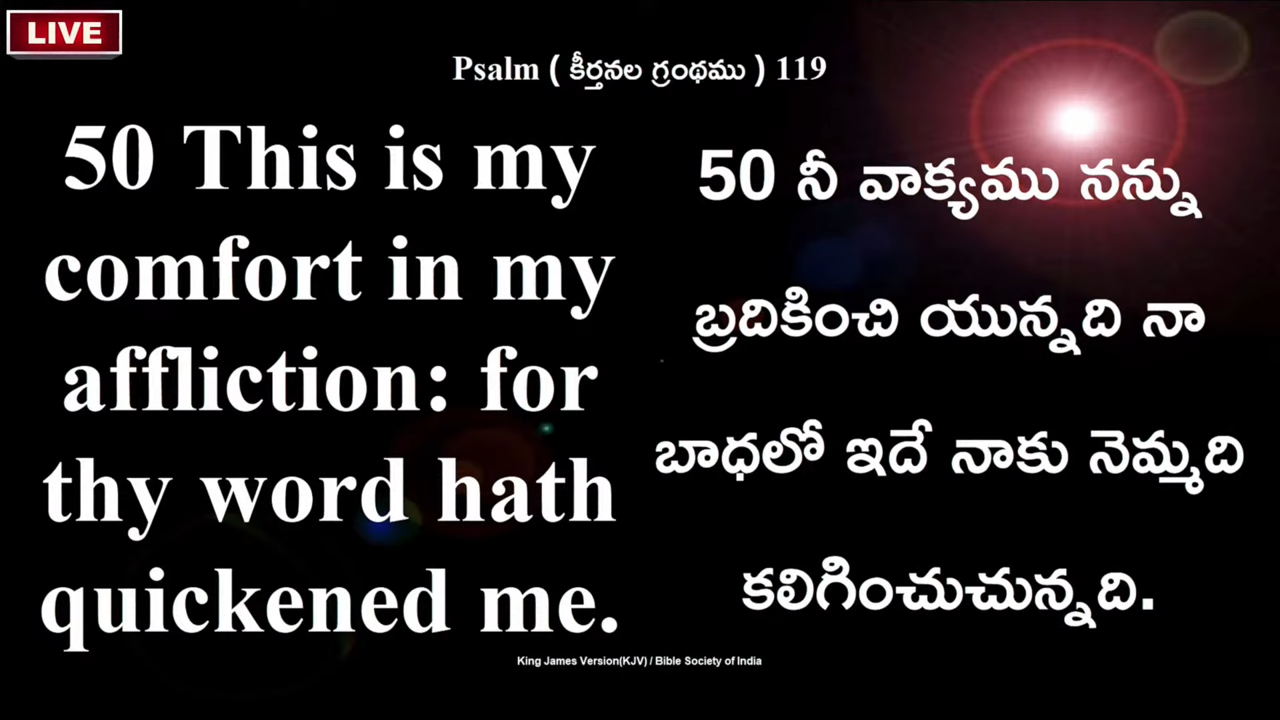 LIVE
Psalm ( కీర్తనల గ్రంథము ) 119
50 This is my
comfort in my
affliction: for
thy word hath
quickened me.
50 నీ వాక్యము నన్ను
బ్రదికించి యున్నది నా
బాధలో ఇదే నాకు నెమ్మది
కలిగించుచున్నది.
King James Version(KJV) / Bible Society of India